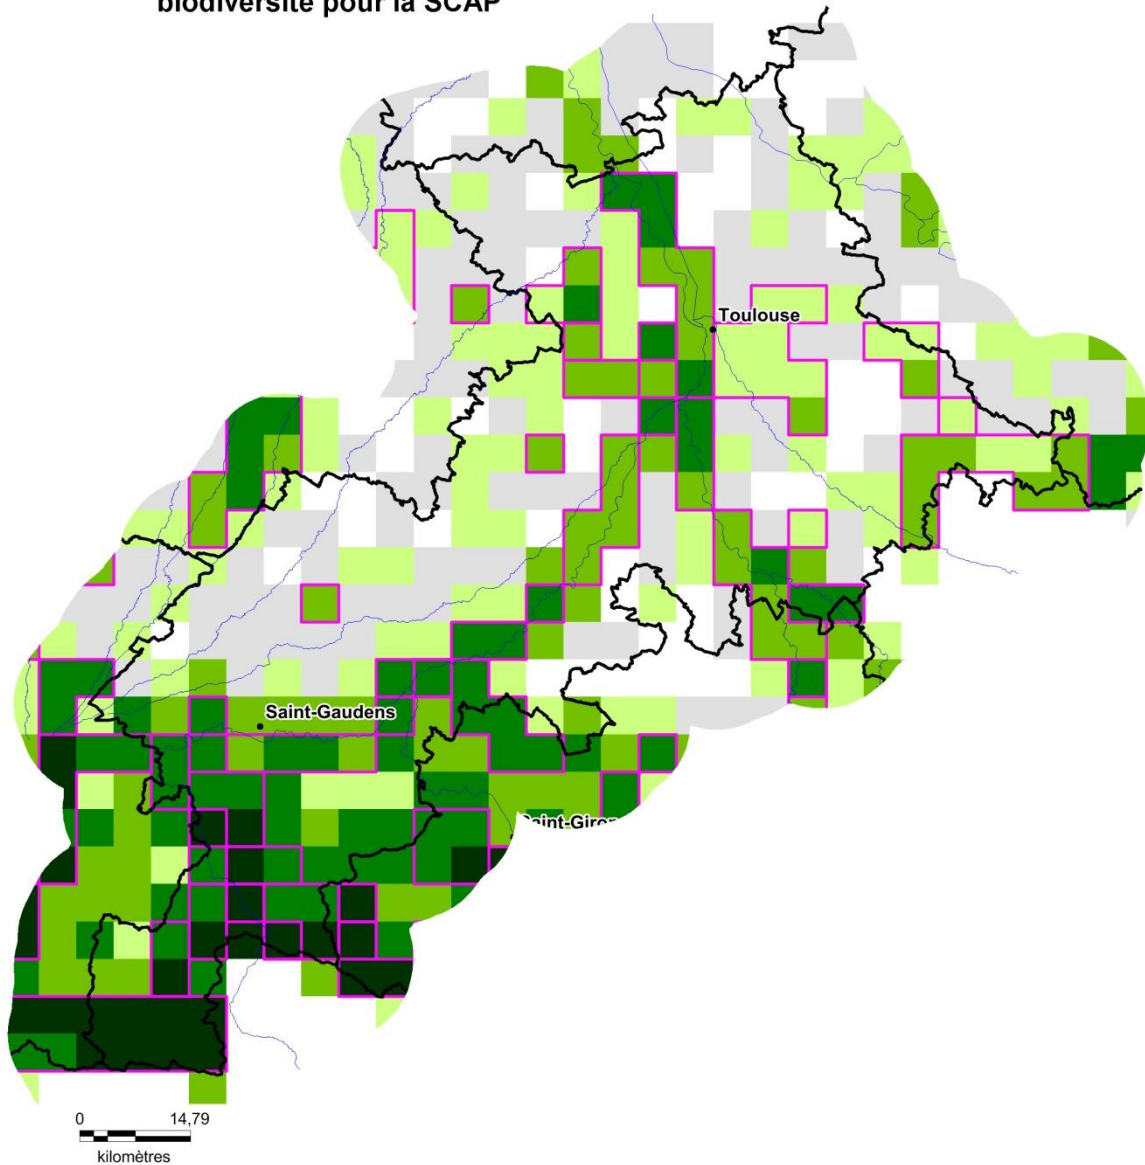 biodiversité pour la SCAP
Toulouse
Saint-Gaudens
0 14,79
kilomètres